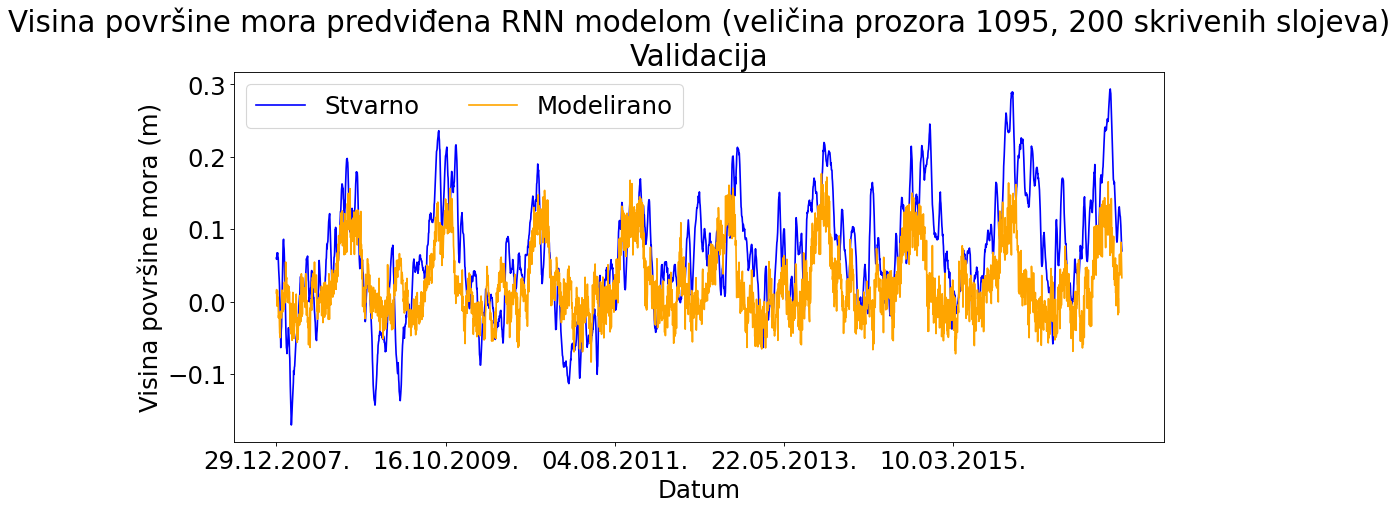 Visina površine mora predviđena RNN modelom (veličina prozora 1095, 200 skrivenih slojeva)
Validacija
Stvarno
Modelirano
Visina površine mora (m)
0.3
0.2
0.1
0.0
−0.1
29.12.2007.
16.10.2009.
04.08.2011.
22.05.2013.
10.03.2015.
Datum